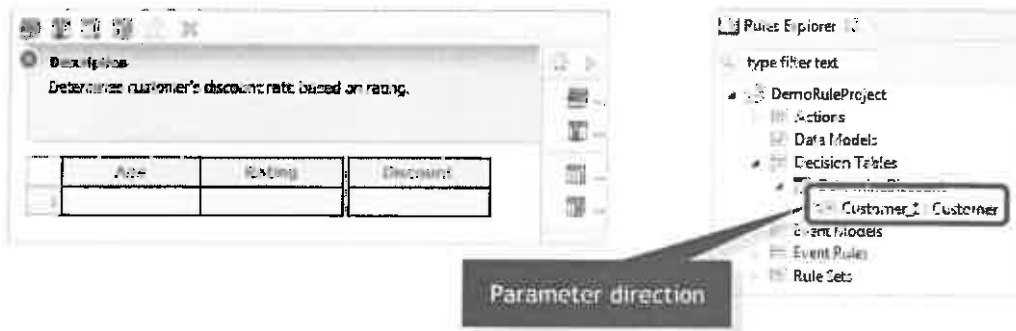 Description
Determines customer's discount rate based on rating.
Age Rating Discount
Rules Explorer
type filter text
DemoRuleProject
Actions
Data Models
Decision Tables
Customer_1 : Customer
Event Models
Event Rules
Rule Sets
Parameter direction